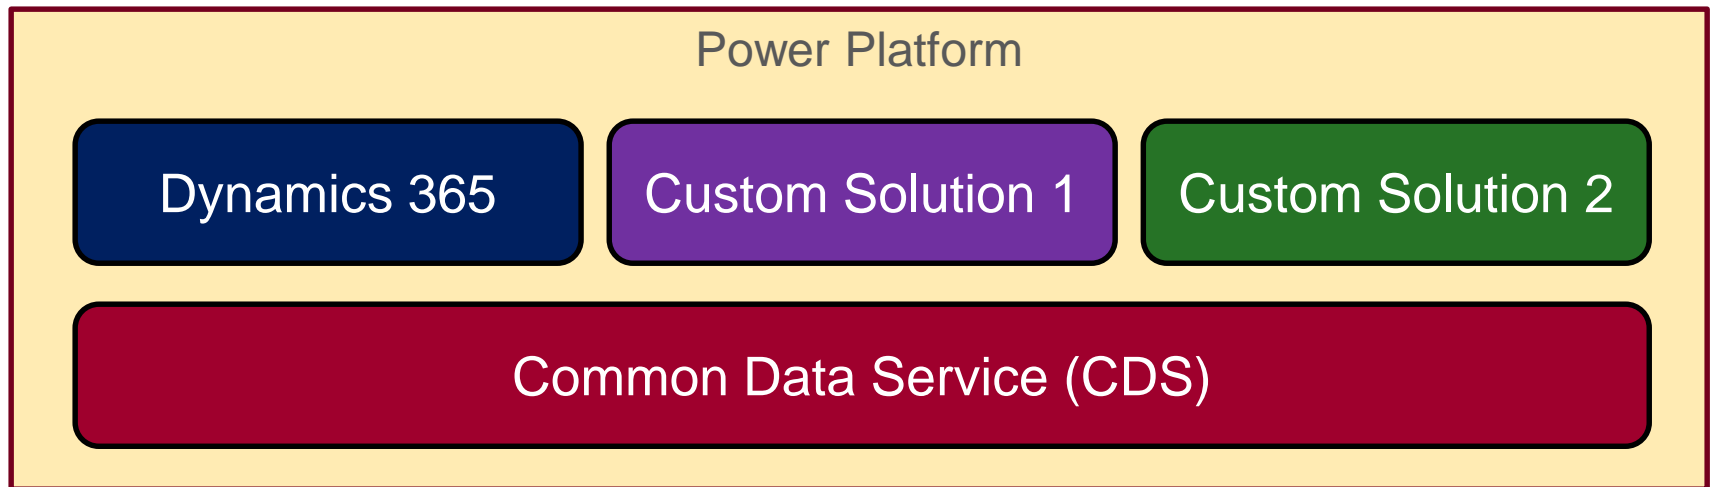 Power Platform
Dynamics 365
Custom Solution 1
Custom Solution 2
Common Data Service (CDS)